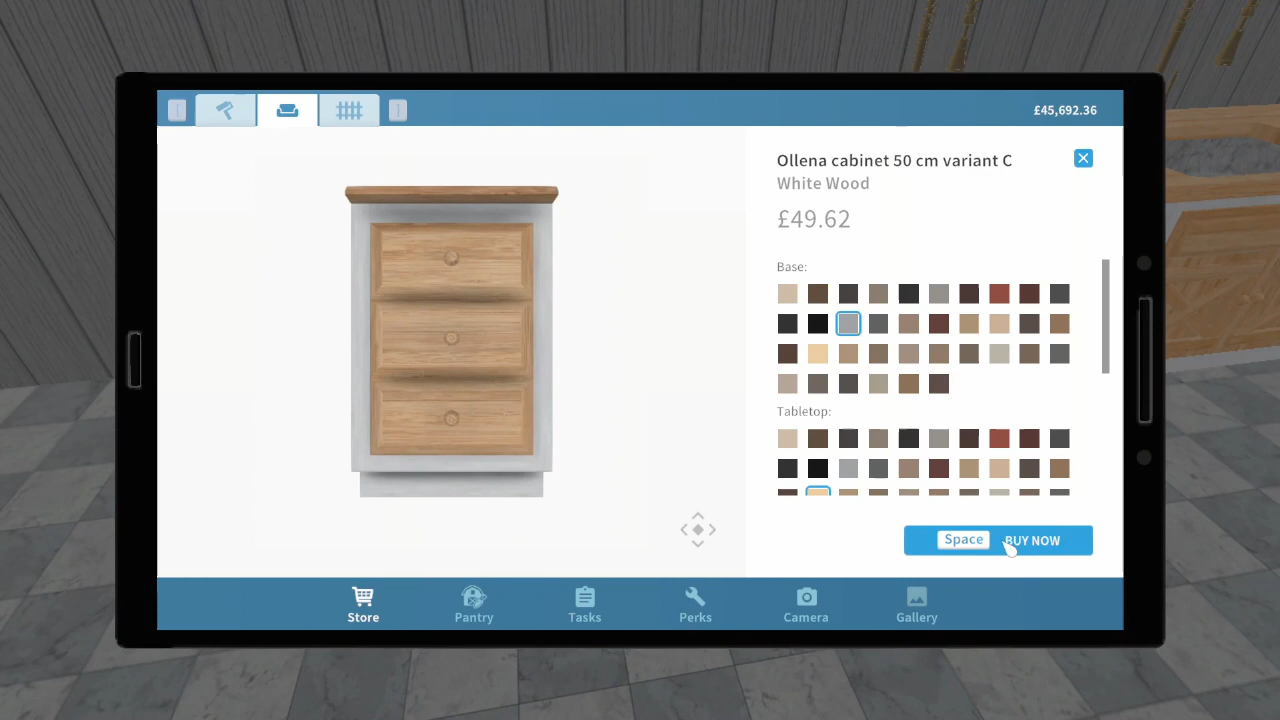 £45,692.36
Ollena cabinet 50 cm variant C
White Wood
£49.62
Base:
Tabletop:
Space BUY NOW
Store
Pantry
Tasks
Perks
Camera
Gallery